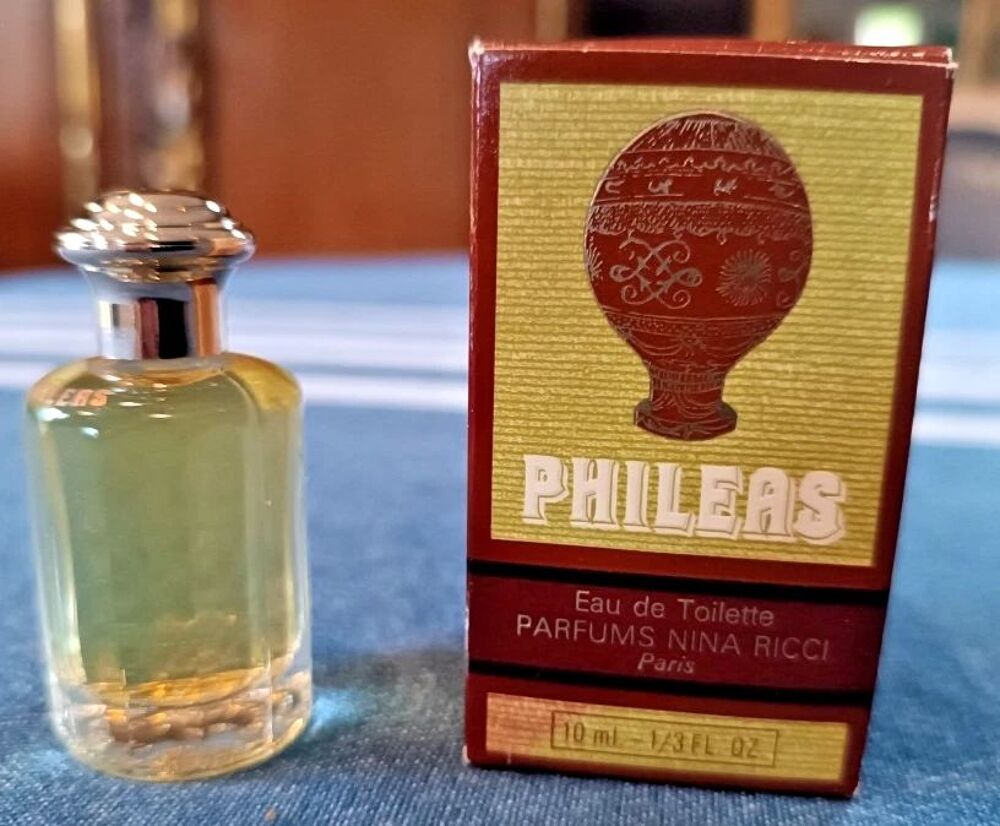 PHILEAS
Eau de Toilette
PARFUMS NINA RICCI
Paris
10 ml. - 1/3 FL. OZ.